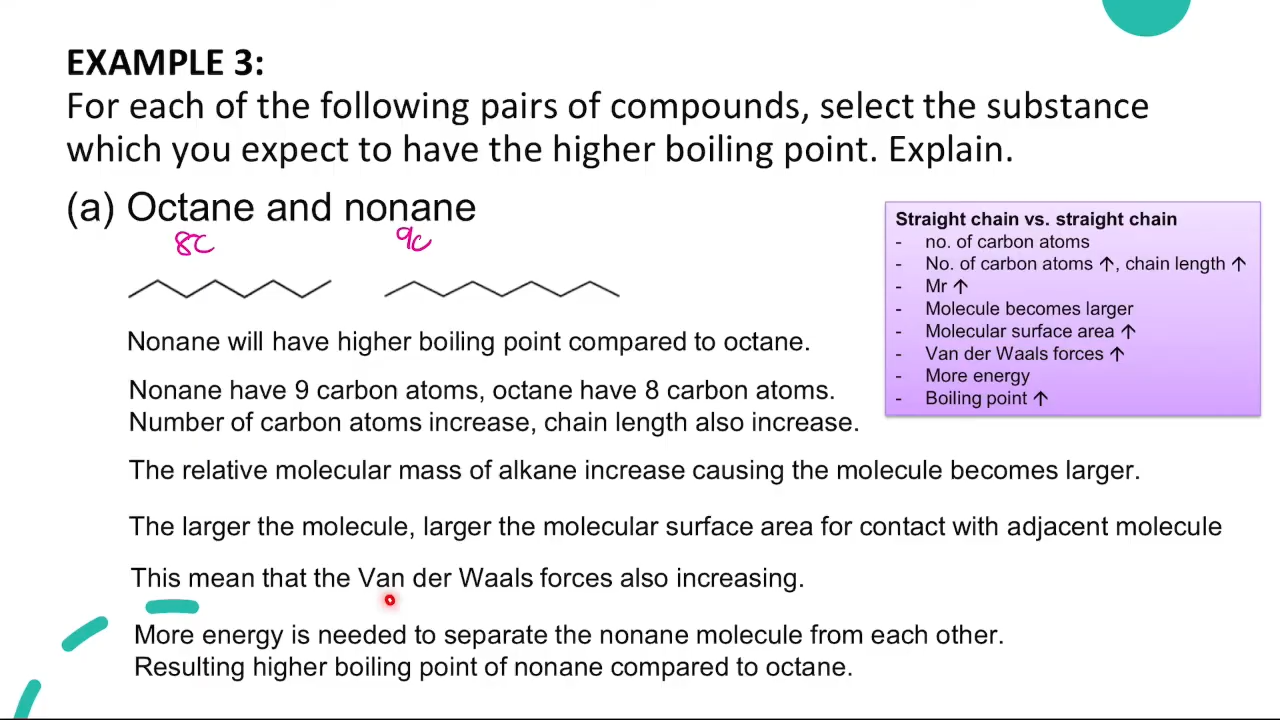 EXAMPLE 3:
For each of the following pairs of compounds, select the substance
which you expect to have the higher boiling point. Explain.
(a) Octane and nonane
8C 9C
Nonane will have higher boiling point compared to octane.
Nonane have 9 carbon atoms, octane have 8 carbon atoms.
Number of carbon atoms increase, chain length also increase.
The relative molecular mass of alkane increase causing the molecule becomes larger.
The larger the molecule, larger the molecular surface area for contact with adjacent molecule
This mean that the Van der Waals forces also increasing.
More energy is needed to separate the nonane molecule from each other.
Resulting higher boiling point of nonane compared to octane.
Straight chain vs. straight chain
- no. of carbon atoms
- No. of carbon atoms ↑, chain length ↑
- Mr ↑
- Molecule becomes larger
- Molecular surface area ↑
- Van der Waals forces ↑
- More energy
- Boiling point ↑